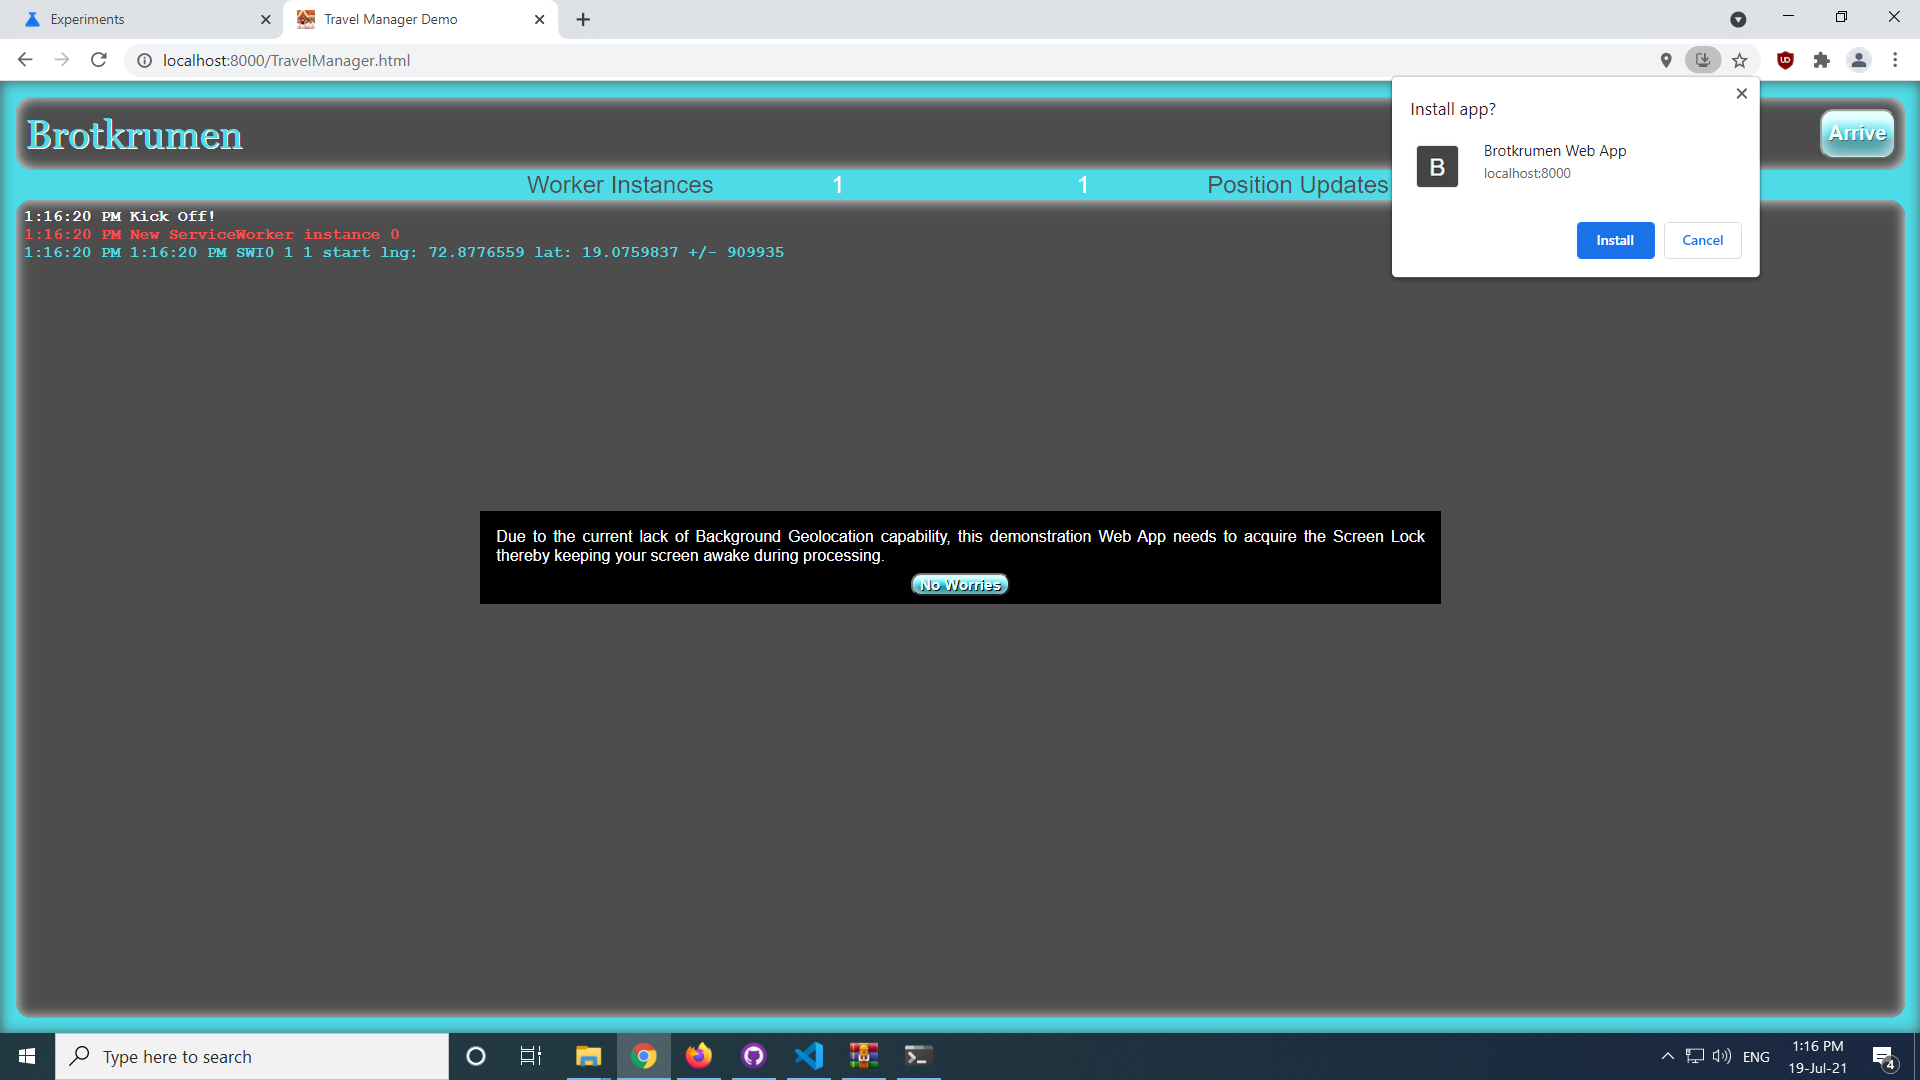 Experiments
Travel Manager Demo
localhost:8000/TravelManager.html
Install app?
B
Brotkrumen Web App
localhost:8000
Install
Cancel
Brotkrumen
Arrive
Worker Instances 1 1 Position Updates
1:16:20 PM Kick Off!
1:16:20 PM New ServiceWorker instance 0
1:16:20 PM 1:16:20 PM SWI0 1 1 start lng: 72.8776559 lat: 19.0759837 +/- 909935
Due to the current lack of Background Geolocation capability, this demonstration Web App needs to acquire the Screen Lock
thereby keeping your screen awake during processing.
No Worries
Type here to search
ENG
1:16 PM
19-Jul-21
4